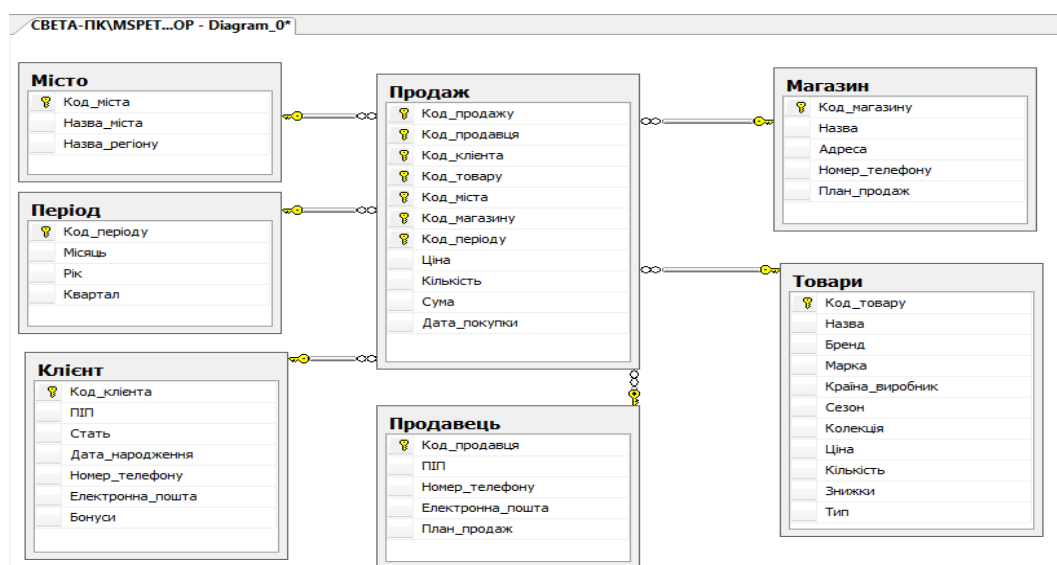 СВЕТА-ПК\MSPET...OP - Diagram_0*
Місто
Код_міста
Назва_міста
Назва_регіону
Період
Код_періоду
Місяць
Рік
Квартал
Клієнт
Код_клієнта
ПІП
Стать
Дата_народження
Номер_телефону
Електронна_пошта
Бонуси
Продаж
Код_продажу
Код_продавця
Код_клієнта
Код_товару
Код_міста
Код_магазину
Код_періоду
Ціна
Кількість
Сума
Дата_покупки
Продавець
Код_продавця
ПІП
Номер_телефону
Електронна_пошта
План_продаж
Магазин
Код_магазину
Назва
Адреса
Номер_телефону
План_продаж
Товари
Код_товару
Назва
Бренд
Марка
Країна_виробник
Сезон
Колекція
Ціна
Кількість
Знижки
Тип